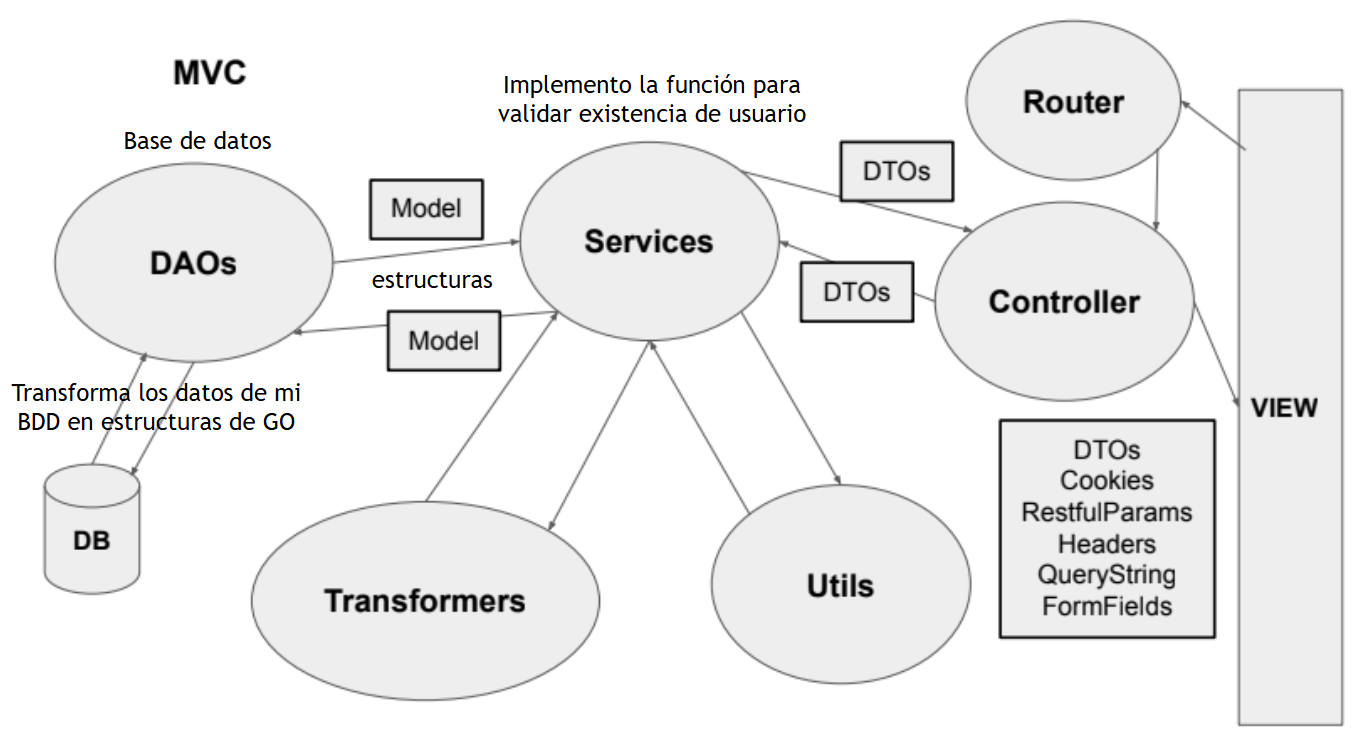 MVC
Base de datos
DAOs
Model
estructuras
Model
Transforma los datos de mi
BDD en estructuras de GO
DB
Implemento la función para
validar existencia de usuario
Services
Transformers
Utils
DTOs
DTOs
Router
Controller
DTOs
Cookies
RestfulParams
Headers
QueryString
FormFields
VIEW